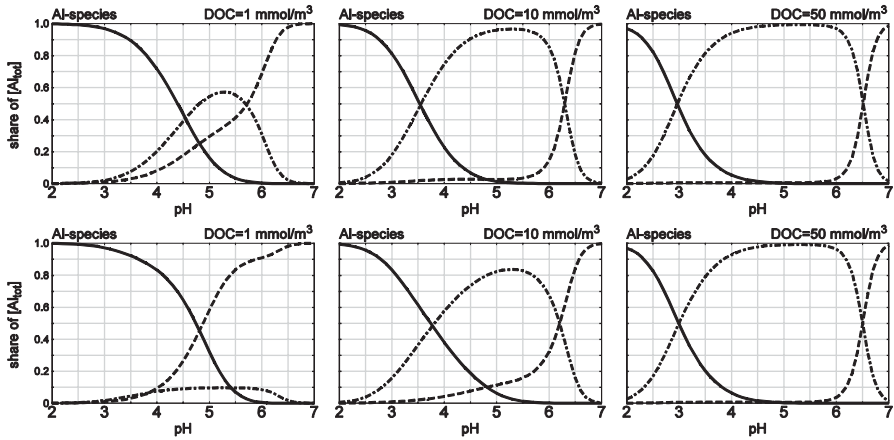 Al-species DOC=1 mmol/m³ Al-species DOC=10 mmol/m³ Al-species DOC=50 mmol/m³
share of [Altot]
1.0
0.8
0.6
0.4
0.2
0
2 3 4 5 6 7 2 3 4 5 6 7 2 3 4 5 6 7
pH pH pH
Al-species DOC=1 mmol/m³ Al-species DOC=10 mmol/m³ Al-species DOC=50 mmol/m³
share of [Altot]
1.0
0.8
0.6
0.4
0.2
0
2 3 4 5 6 7 2 3 4 5 6 7 2 3 4 5 6 7
pH pH pH